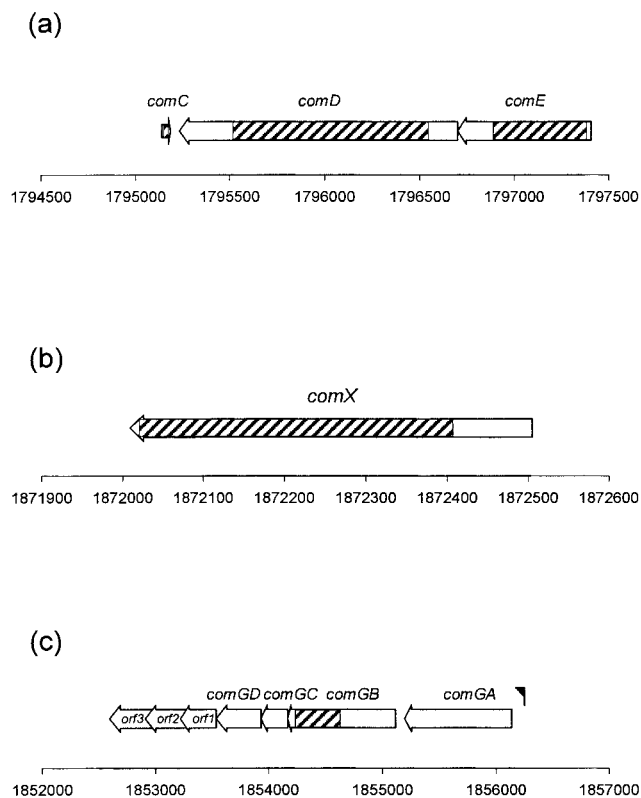 (a)
comC comD comE
1794500 1795000 1795500 1796000 1796500 1797000 1797500
(b)
comX
1871900 1872000 1872100 1872200 1872300 1872400 1872500 1872600
(c)
comGD comGC comGB comGA
orf3 orf2 orf1
1852000 1853000 1854000 1855000 1856000 1857000